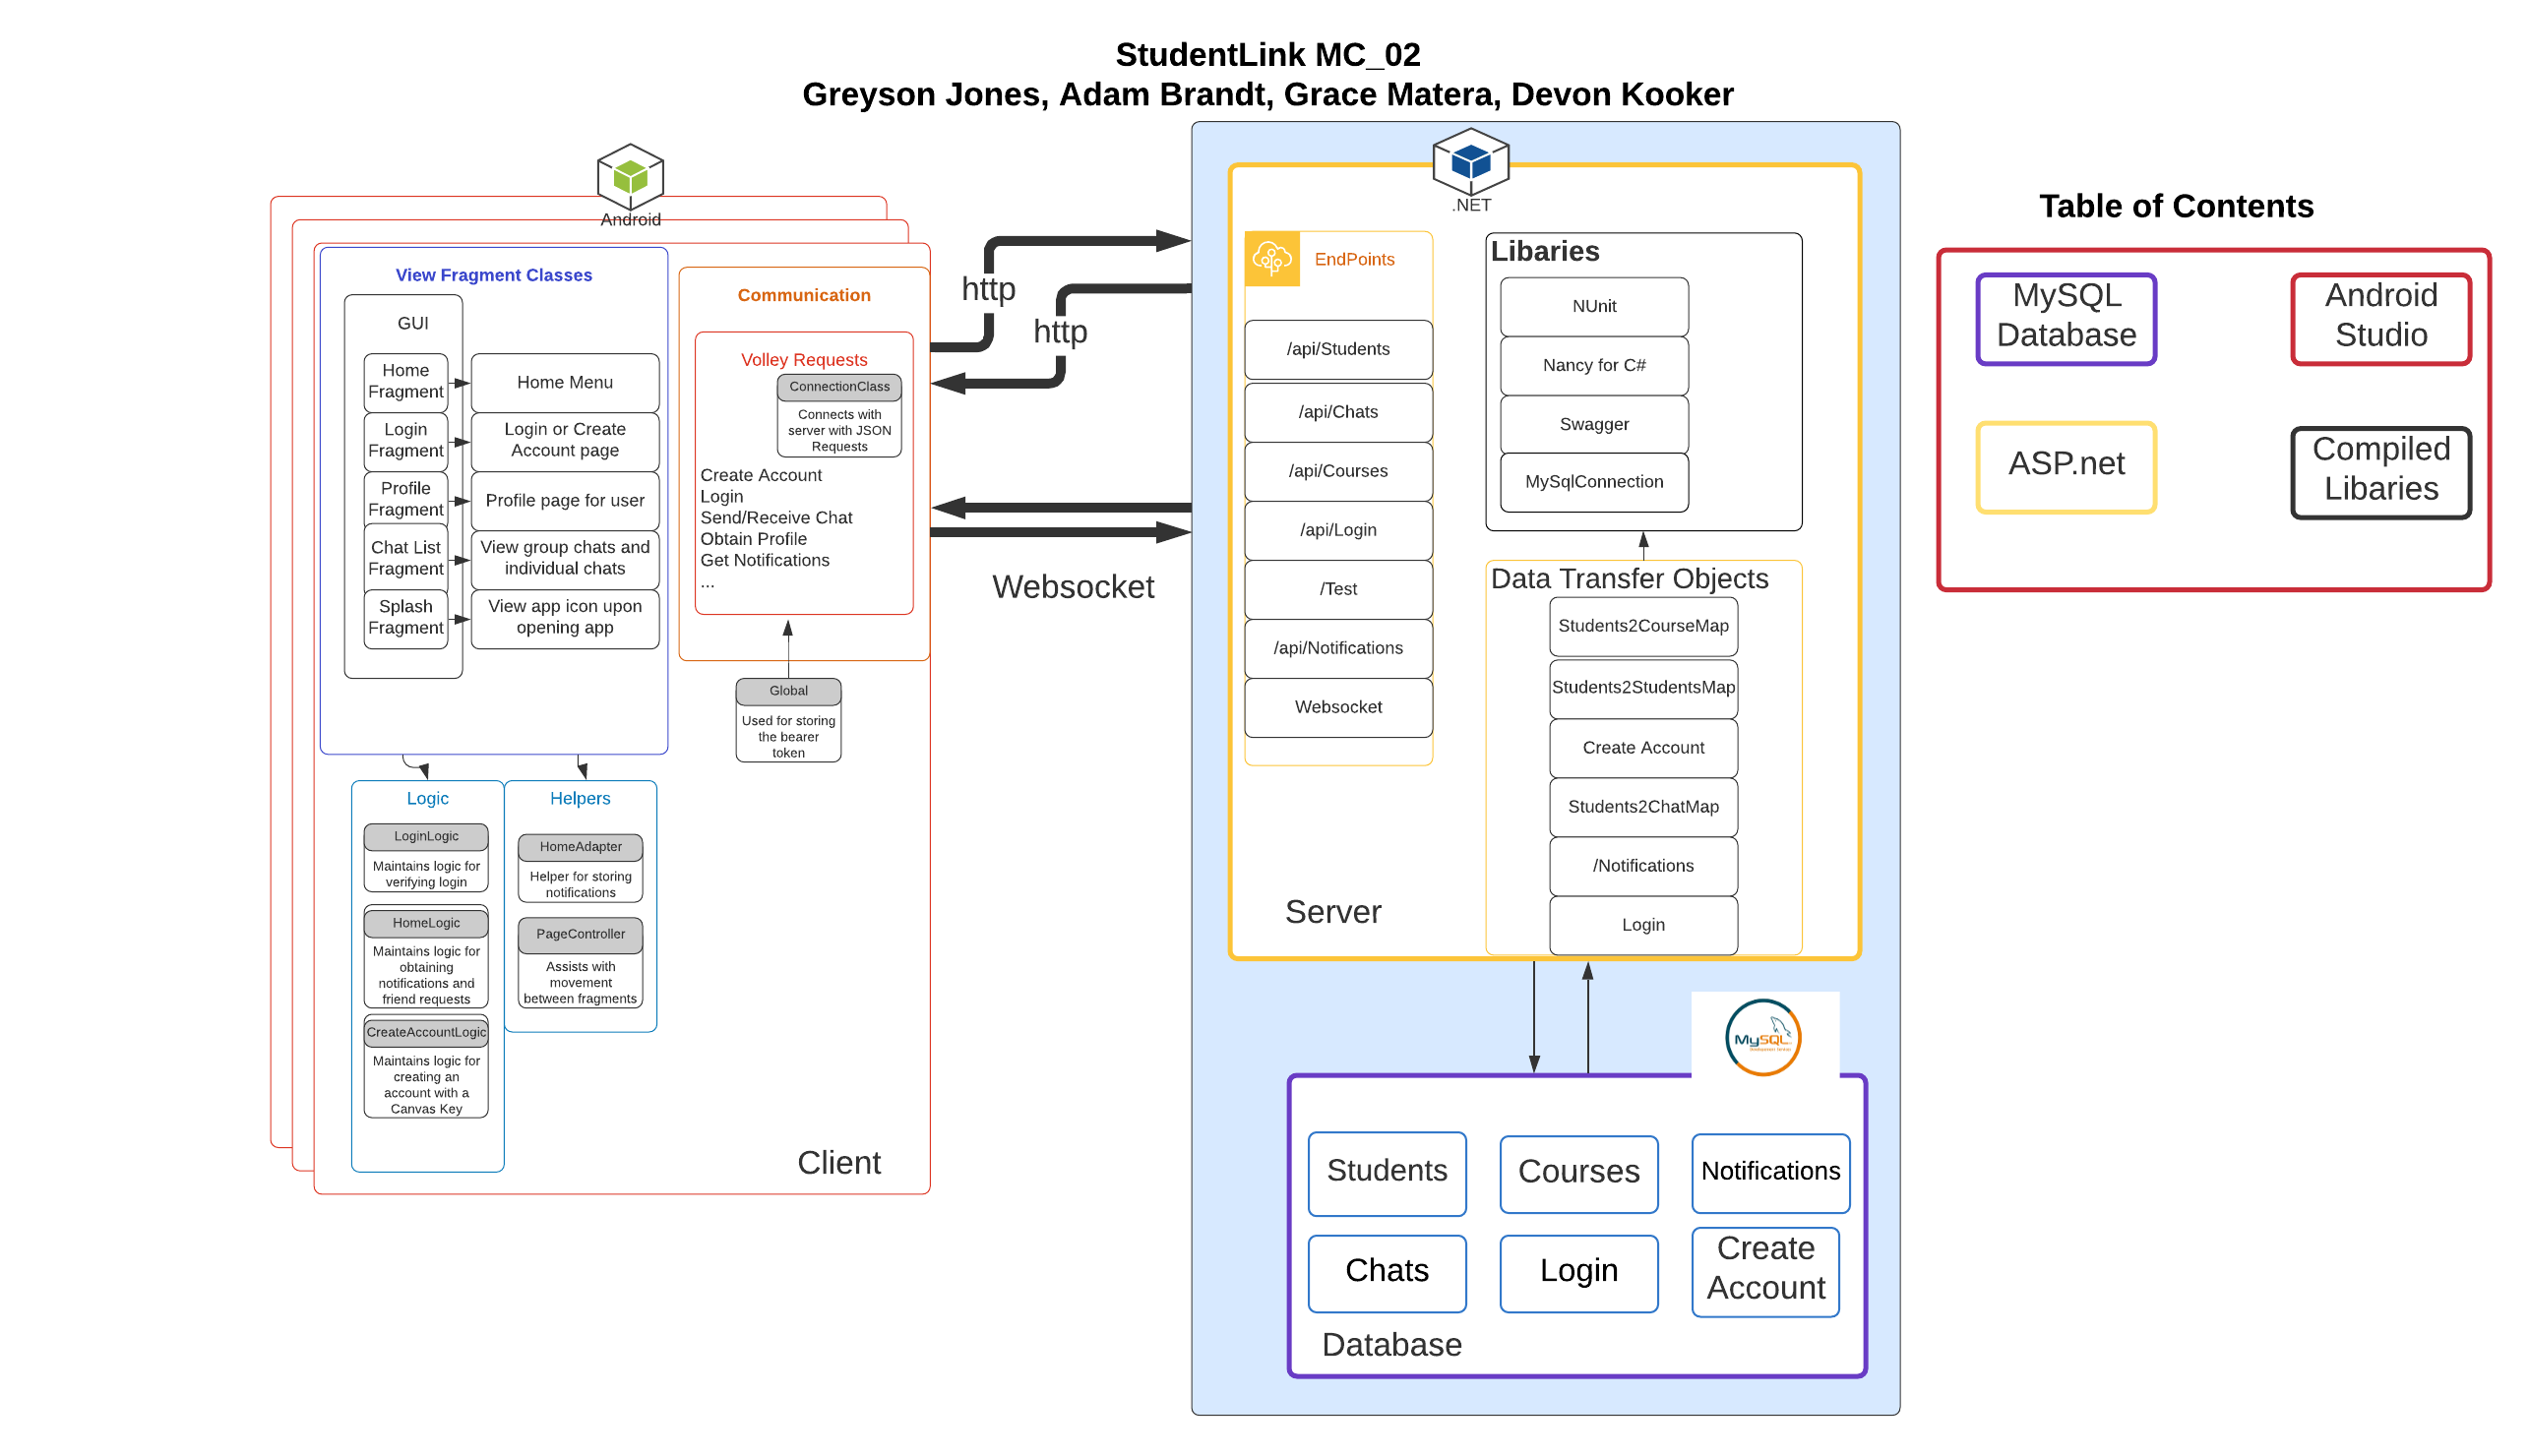 StudentLink MC_02
Greyson Jones, Adam Brandt, Grace Matera, Devon Kooker
Android
View Fragment Classes
GUI
Home
Fragment
Home Menu
Login
Fragment
Login or Create
Account page
Profile
Fragment
Profile page for user
Chat List
Fragment
View group chats and
individual chats
Splash
Fragment
View app icon upon
opening app
Communication
Volley Requests
ConnectionClass
Connects with
server with JSON
Requests
Create Account
Login
Send/Receive Chat
Obtain Profile
Get Notifications
...
Global
Used for storing
the bearer
token
Logic
LoginLogic
Maintains logic for
verifying login
HomeLogic
Maintains logic for
obtaining
notifications and
friend requests
CreateAccountLogic
Maintains logic for
creating an
account with a
Canvas Key
Helpers
HomeAdapter
Helper for storing
notifications
PageController
Assists with
movement
between fragments
Client
http
http
Websocket
.NET
EndPoints
/api/Students
/api/Chats
/api/Courses
/api/Login
/Test
/api/Notifications
Websocket
Libaries
NUnit
Nancy for C#
Swagger
MySqlConnection
Data Transfer Objects
Students2CourseMap
Students2StudentsMap
Create Account
Students2ChatMap
/Notifications
Login
Server
MySQL
Students
Courses
Notifications
Chats
Login
Create
Account
Database
Table of Contents
MySQL
Database
Android
Studio
ASP.net
Compiled
Libaries